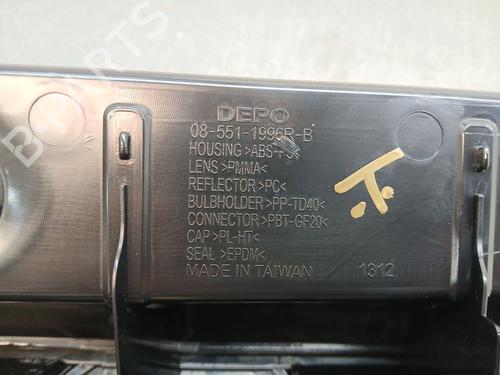 DEPO
08-551-1996R-B
HOUSING >ABS+PC<
LENS >PMMA<
REFLECTOR >PC<
BULBHOLDER >PP-TD40<
CONNECTOR >PBT-GF20<
CAP >PL-HT<
SEAL >EPDM<
MADE IN TAIWAN
1312
B-PARTS